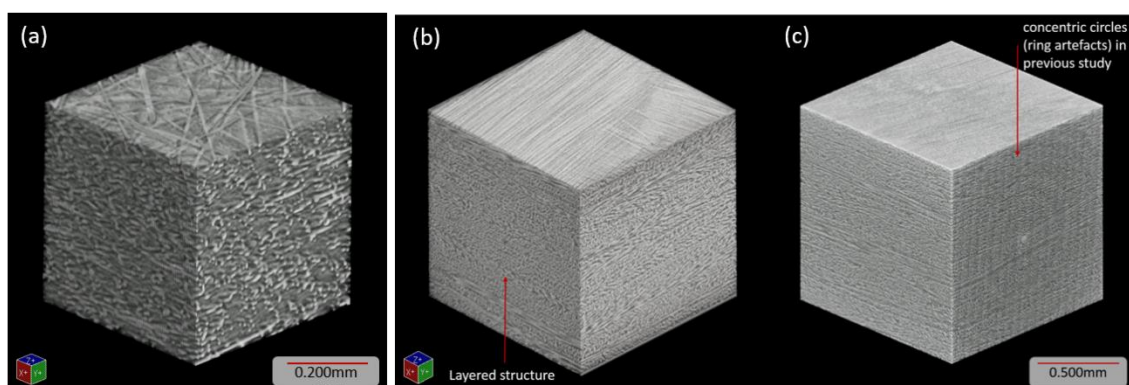 (a)
(b)
(c)
concentric circles
(ring artefacts) in
previous study
Layered structure
Z+
X+
Y+
0.200mm
Z+
X+
Y+
0.500mm